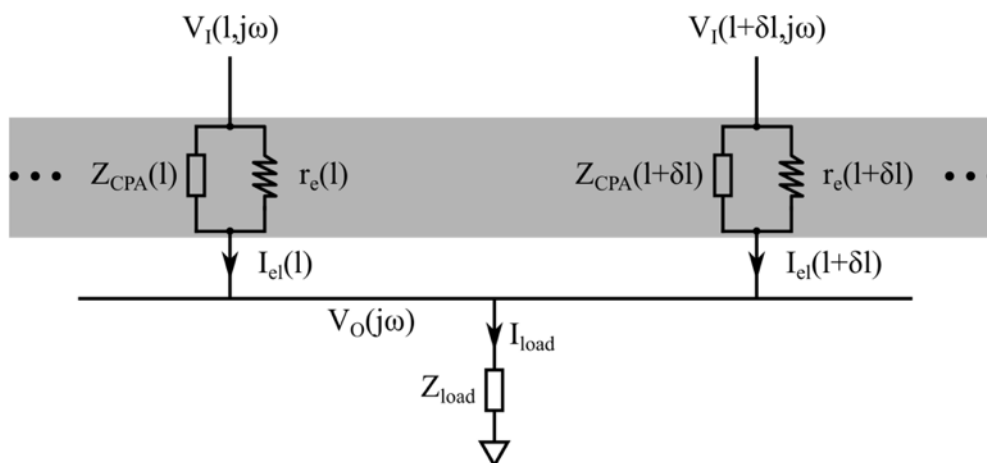 V_I(l,jω) V_I(l+δl,jω)
Z_CPA(l) r_e(l) Z_CPA(l+δl) r_e(l+δl)
I_el(l) I_el(l+δl)
V_O(jω)
I_load
Z_load